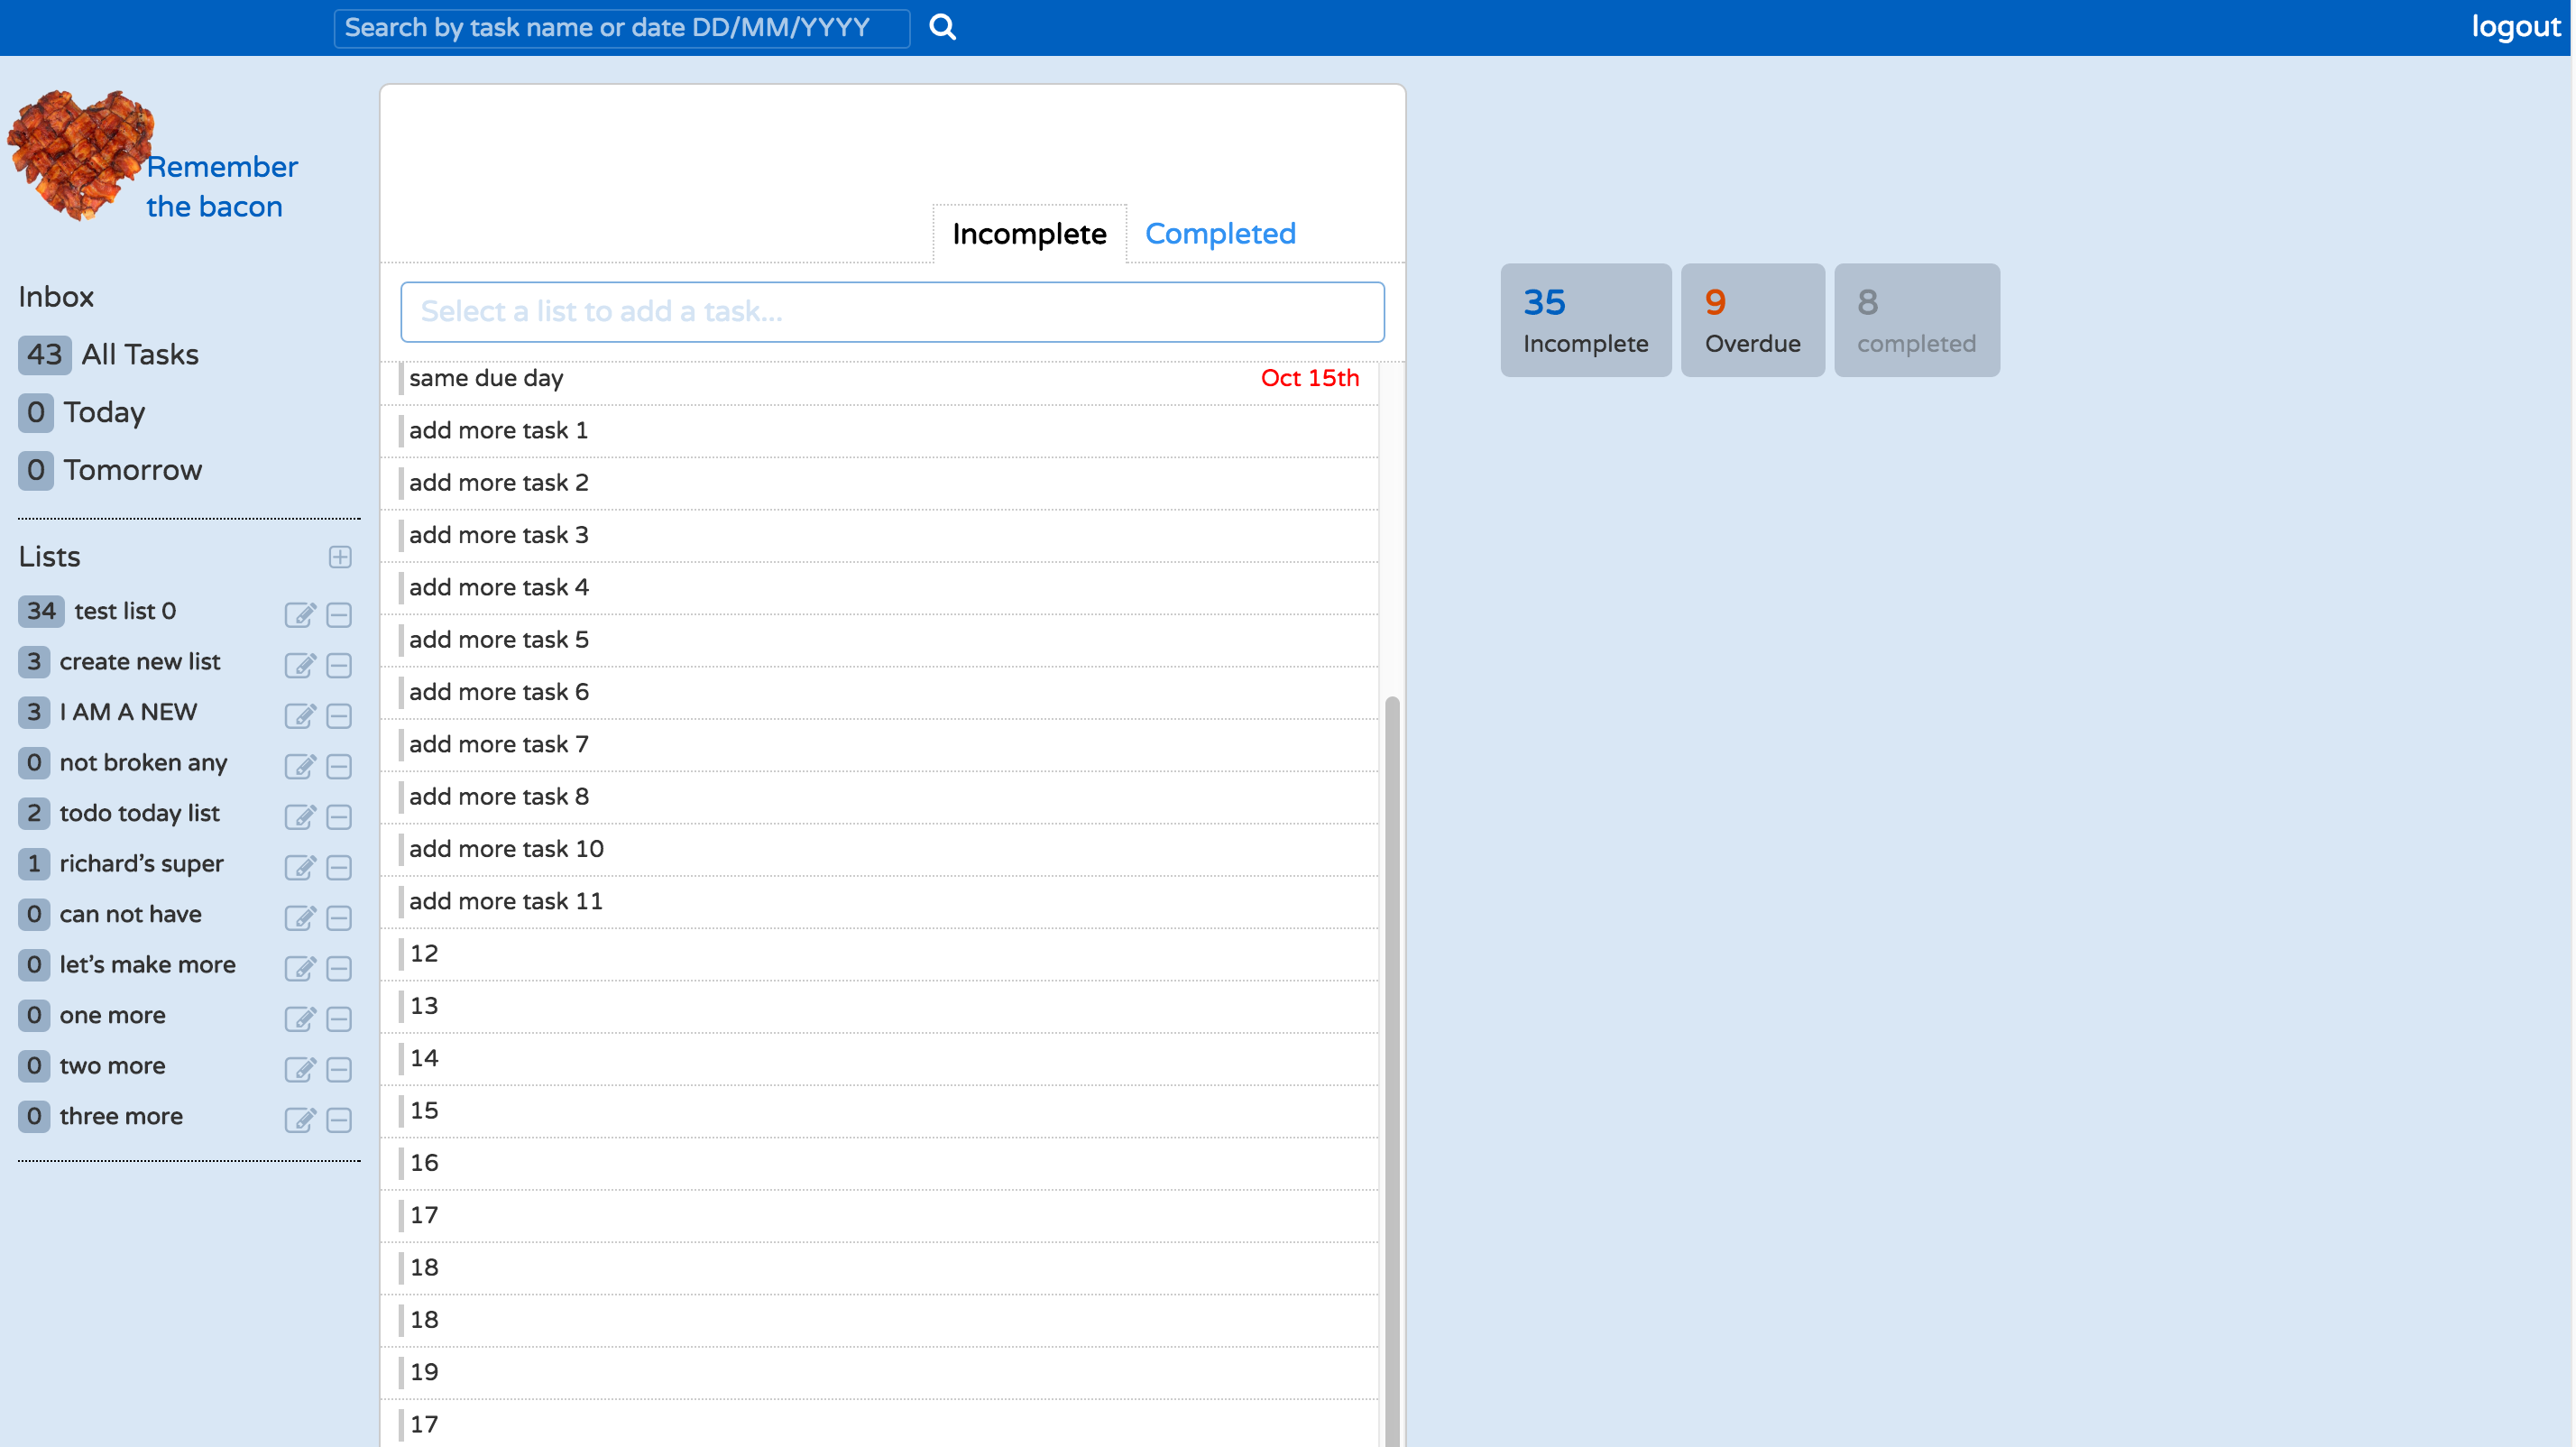 Search by task name or date DD/MM/YYYY
logout
Remember
the bacon
Inbox
43 All Tasks
0 Today
0 Tomorrow
Lists
34 test list 0
3 create new list
3 I AM A NEW
0 not broken any
2 todo today list
1 richard's super
0 can not have
0 let's make more
0 one more
0 two more
0 three more
Incomplete Completed
Select a list to add a task...
same due day Oct 15th
add more task 1
add more task 2
add more task 3
add more task 4
add more task 5
add more task 6
add more task 7
add more task 8
add more task 10
add more task 11
12
13
14
15
16
17
18
18
19
17
35 9 8
Incomplete Overdue completed